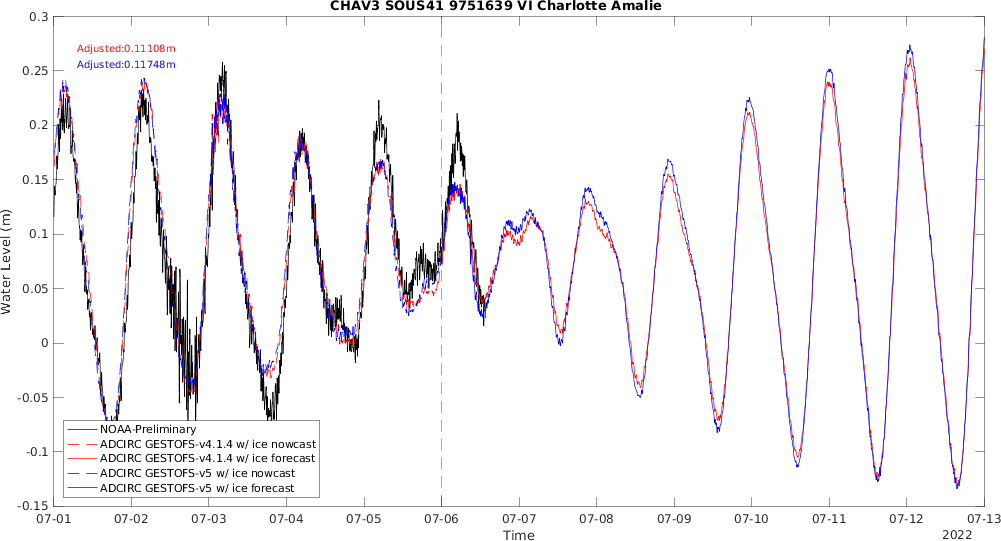 CHAV3 SOUS41 9751639 VI Charlotte Amalie
0.3
0.25
0.2
0.15
0.1
0.05
0
-0.05
-0.1
-0.15
Water Level (m)
Adjusted:0.11108m
Adjusted:0.11748m
NOAA-Preliminary
ADCIRC GESTOFS-v4.1.4 w/ ice nowcast
ADCIRC GESTOFS-v4.1.4 w/ ice forecast
ADCIRC GESTOFS-v5 w/ ice nowcast
ADCIRC GESTOFS-v5 w/ ice forecast
07-01 07-02 07-03 07-04 07-05 07-06 07-07 07-08 07-09 07-10 07-11 07-12 07-13
Time
2022